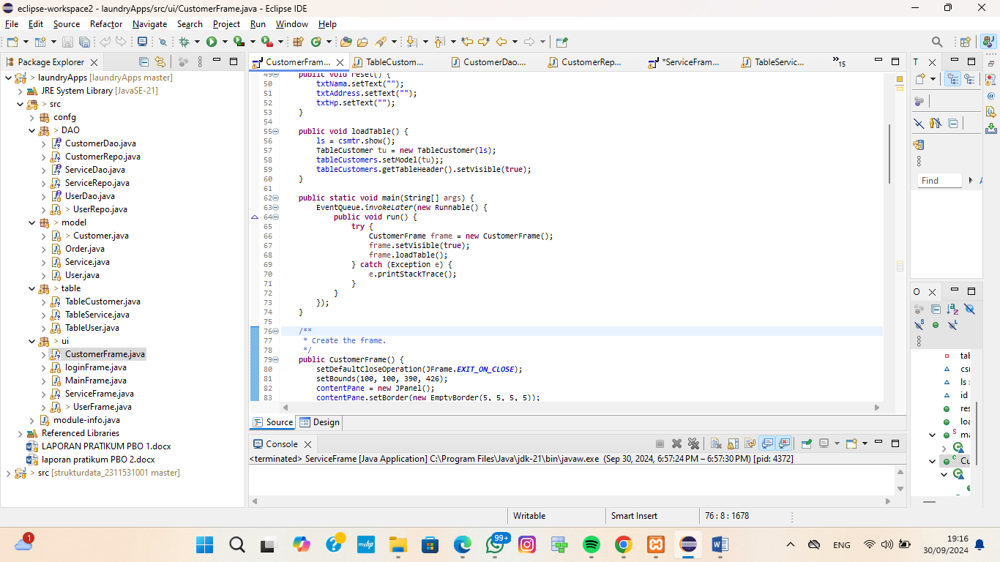 eclipse-workspace2 - laundryApps/src/ui/CustomerFrame.java - Eclipse IDE
File Edit Source Refactor Navigate Search Project Run Window Help
Package Explorer
> laundryApps [laundryApps master]
JRE System Library [JavaSE-21]
> src
confg
> DAO
CustomerDao.java
CustomerRepo.java
ServiceDao.java
ServiceRepo.java
UserDao.java
> UserRepo.java
> model
> Customer.java
Order.java
Service.java
User.java
> table
TableCustomer.java
TableService.java
TableUser.java
> ui
CustomerFrame.java
loginFrame.java
MainFrame.java
ServiceFrame.java
> UserFrame.java
module-info.java
Referenced Libraries
LAPORAN PRATIKUM PBO 1.docx
laporan pratikum PBO 2.docx
> src [strukturdata_2311531001 master]
CustomerFram... TableCustom... CustomerDao.... CustomerRep... *ServiceFram... TableServic... 15
49 public void reset() {
50 txtNama.setText("");
51 txtAddress.setText("");
52 txtHp.setText("");
53 }
54
55 public void loadTable() {
56 ls = csmtr.show();
57 TableCustomer tu = new TableCustomer(ls);
58 tableCustomers.setModel(tu);;
59 tableCustomers.getTableHeader().setVisible(true);
60 }
61
62 public static void main(String[] args) {
63 EventQueue.invokeLater(new Runnable() {
64 public void run() {
65 try {
66 CustomerFrame frame = new CustomerFrame();
67 frame.setVisible(true);
68 frame.loadTable();
69 } catch (Exception e) {
70 e.printStackTrace();
71 }
72 }
73 });
74 }
75
76 /**
77 * Create the frame.
78 */
79 public CustomerFrame() {
80 setDefaultCloseOperation(JFrame.EXIT_ON_CLOSE);
81 setBounds(100, 100, 390, 426);
82 contentPane = new JPanel();
83 contentPane.setBorder(new EmptyBorder(5, 5, 5, 5));
Source Design
Console
<terminated> ServiceFrame [Java Application] C:\Program Files\Java\jdk-21\bin\javaw.exe (Sep 30, 2024, 6:57:24 PM – 6:57:30 PM) [pid: 4372]
T
Find
O
tab
csr
ls :
id
res
loa
ma
Cu
Writable Smart Insert 76 : 8 : 1678
1
myhp
99+
ENG
19:16
30/09/2024